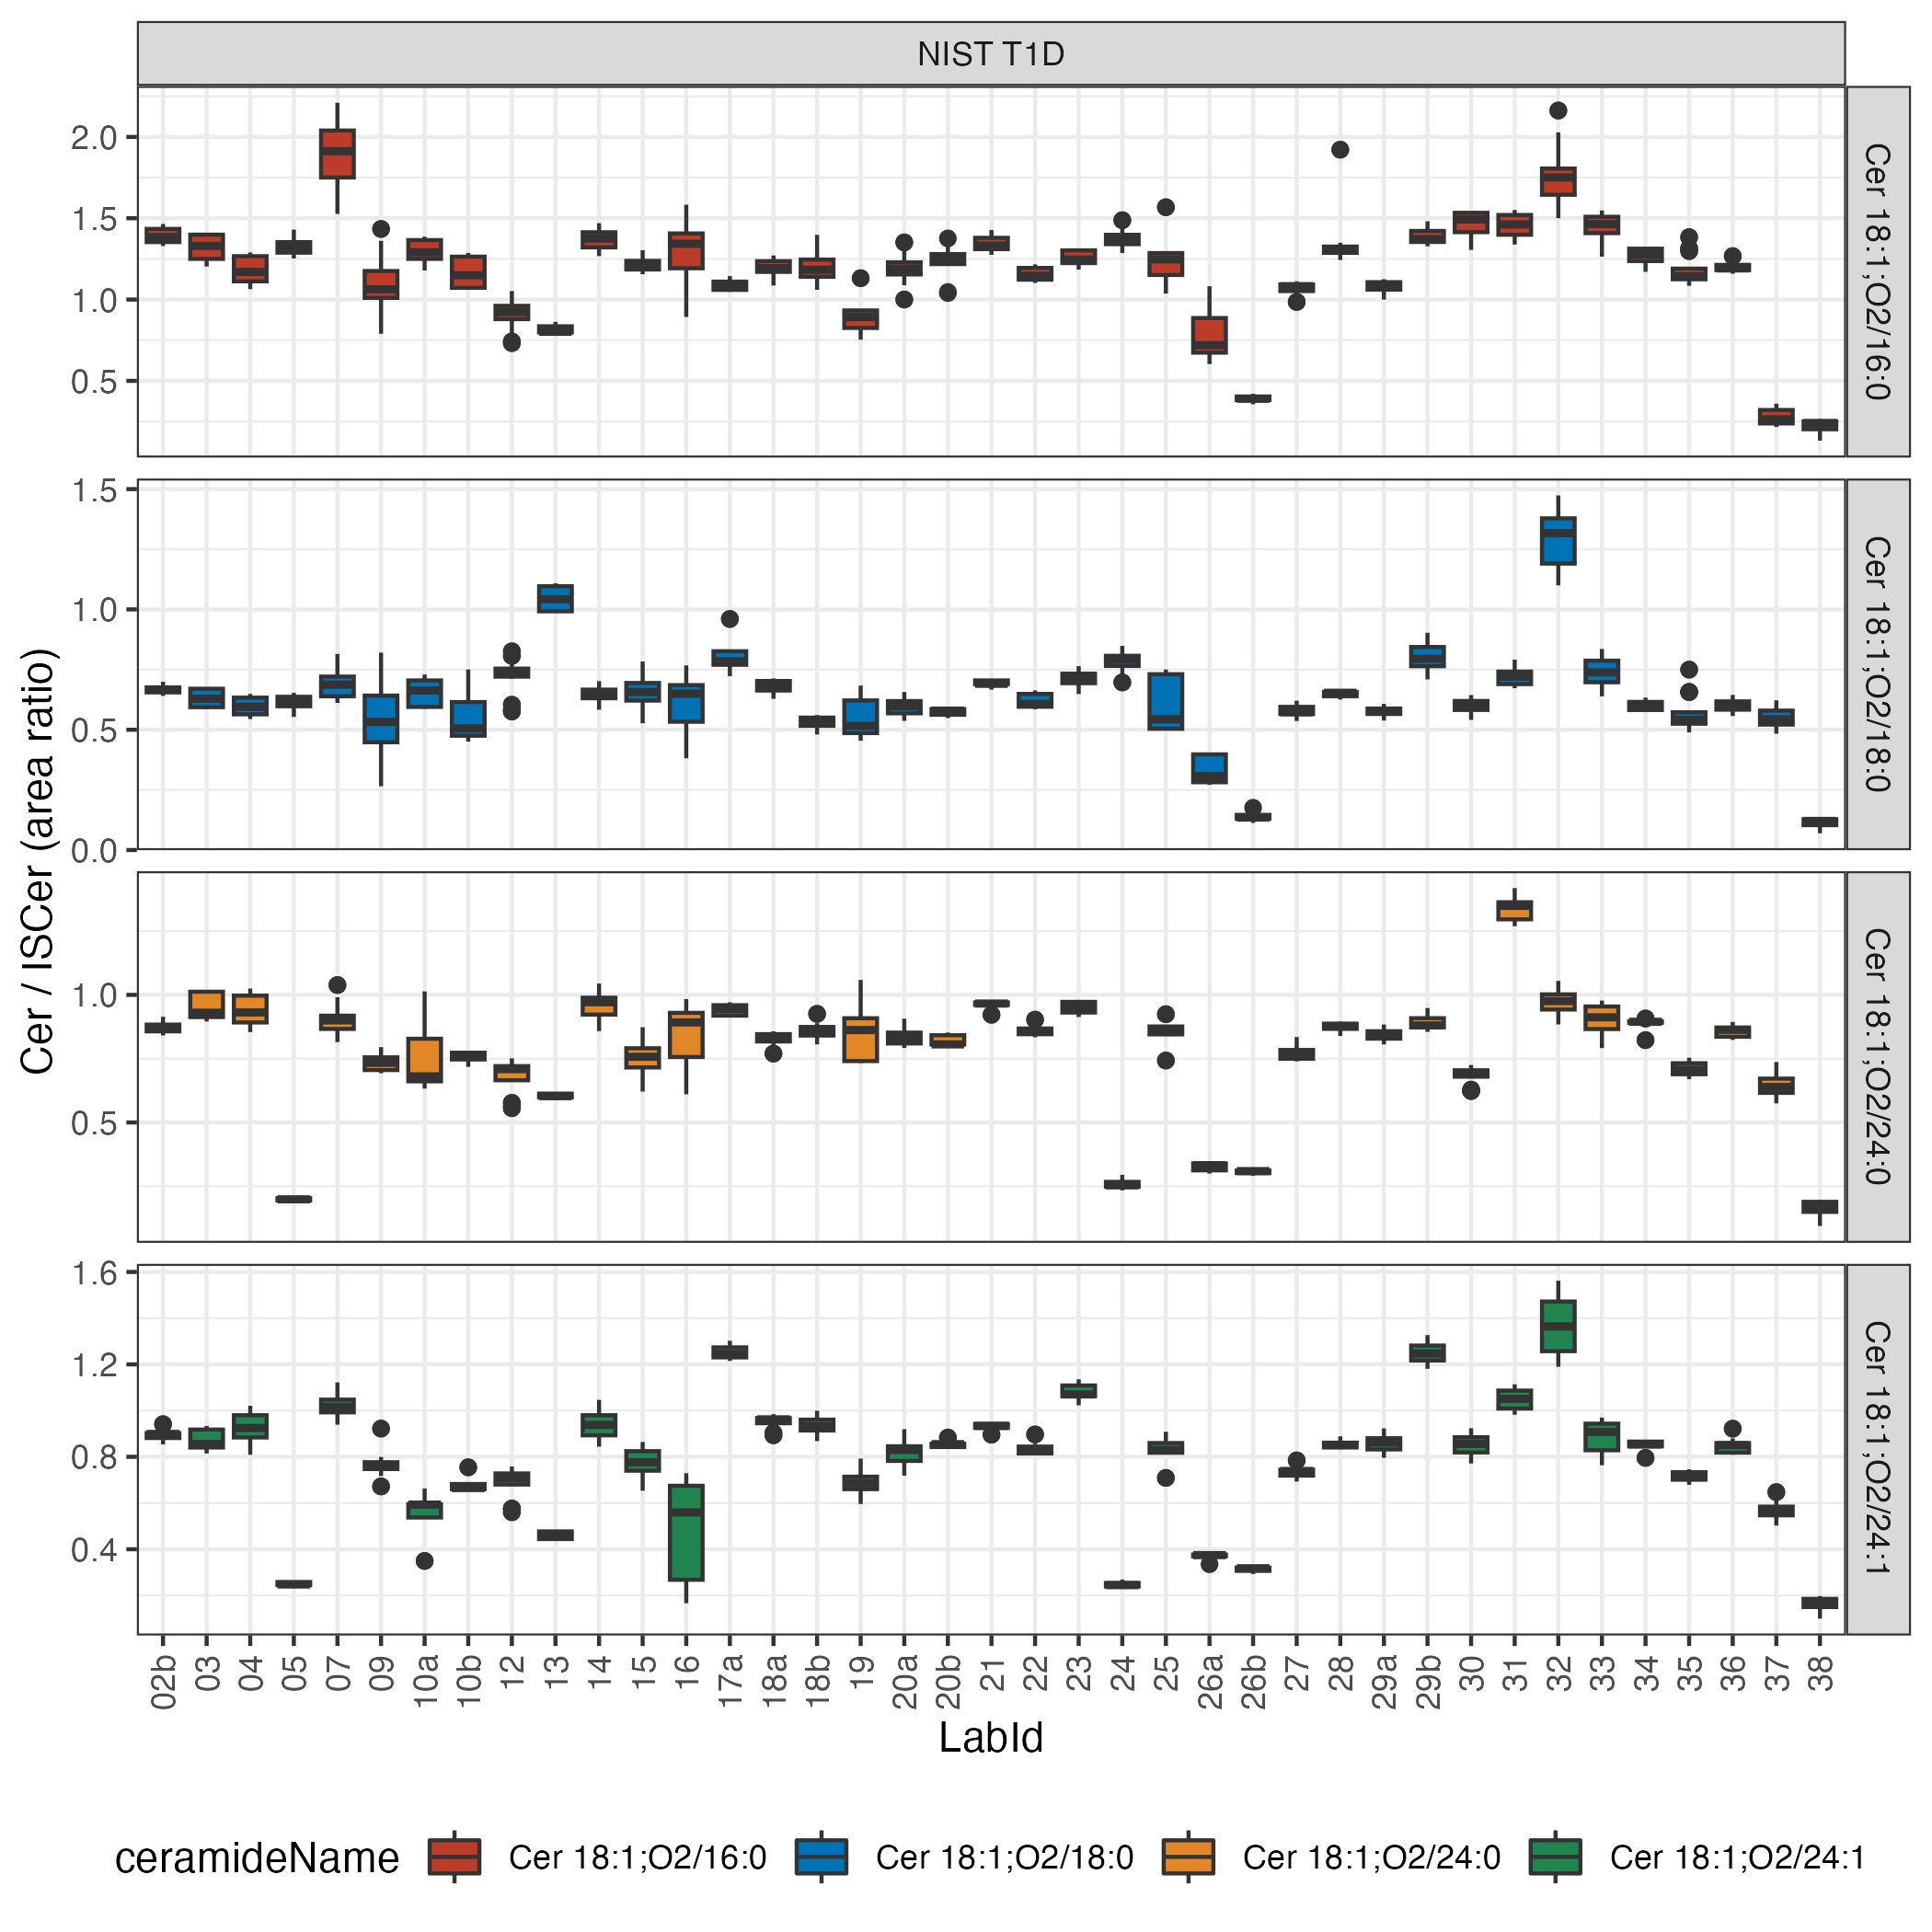 NIST T1D
Cer / ISCer (area ratio)
2.0
1.5
1.0
0.5
Cer 18:1;O2/16:0
1.5
1.0
0.5
0.0
Cer 18:1;O2/18:0
1.0
0.5
Cer 18:1;O2/24:0
1.6
1.2
0.8
0.4
Cer 18:1;O2/24:1
02b 03 04 05 07 09 10a 10b 12 13 14 15 16 17a 18a 18b 19 20a 20b 21 22 23 24 25 26a 26b 27 28 29a 29b 30 31 32 33 34 35 36 37 38
LabId
ceramideName Cer 18:1;O2/16:0 Cer 18:1;O2/18:0 Cer 18:1;O2/24:0 Cer 18:1;O2/24:1